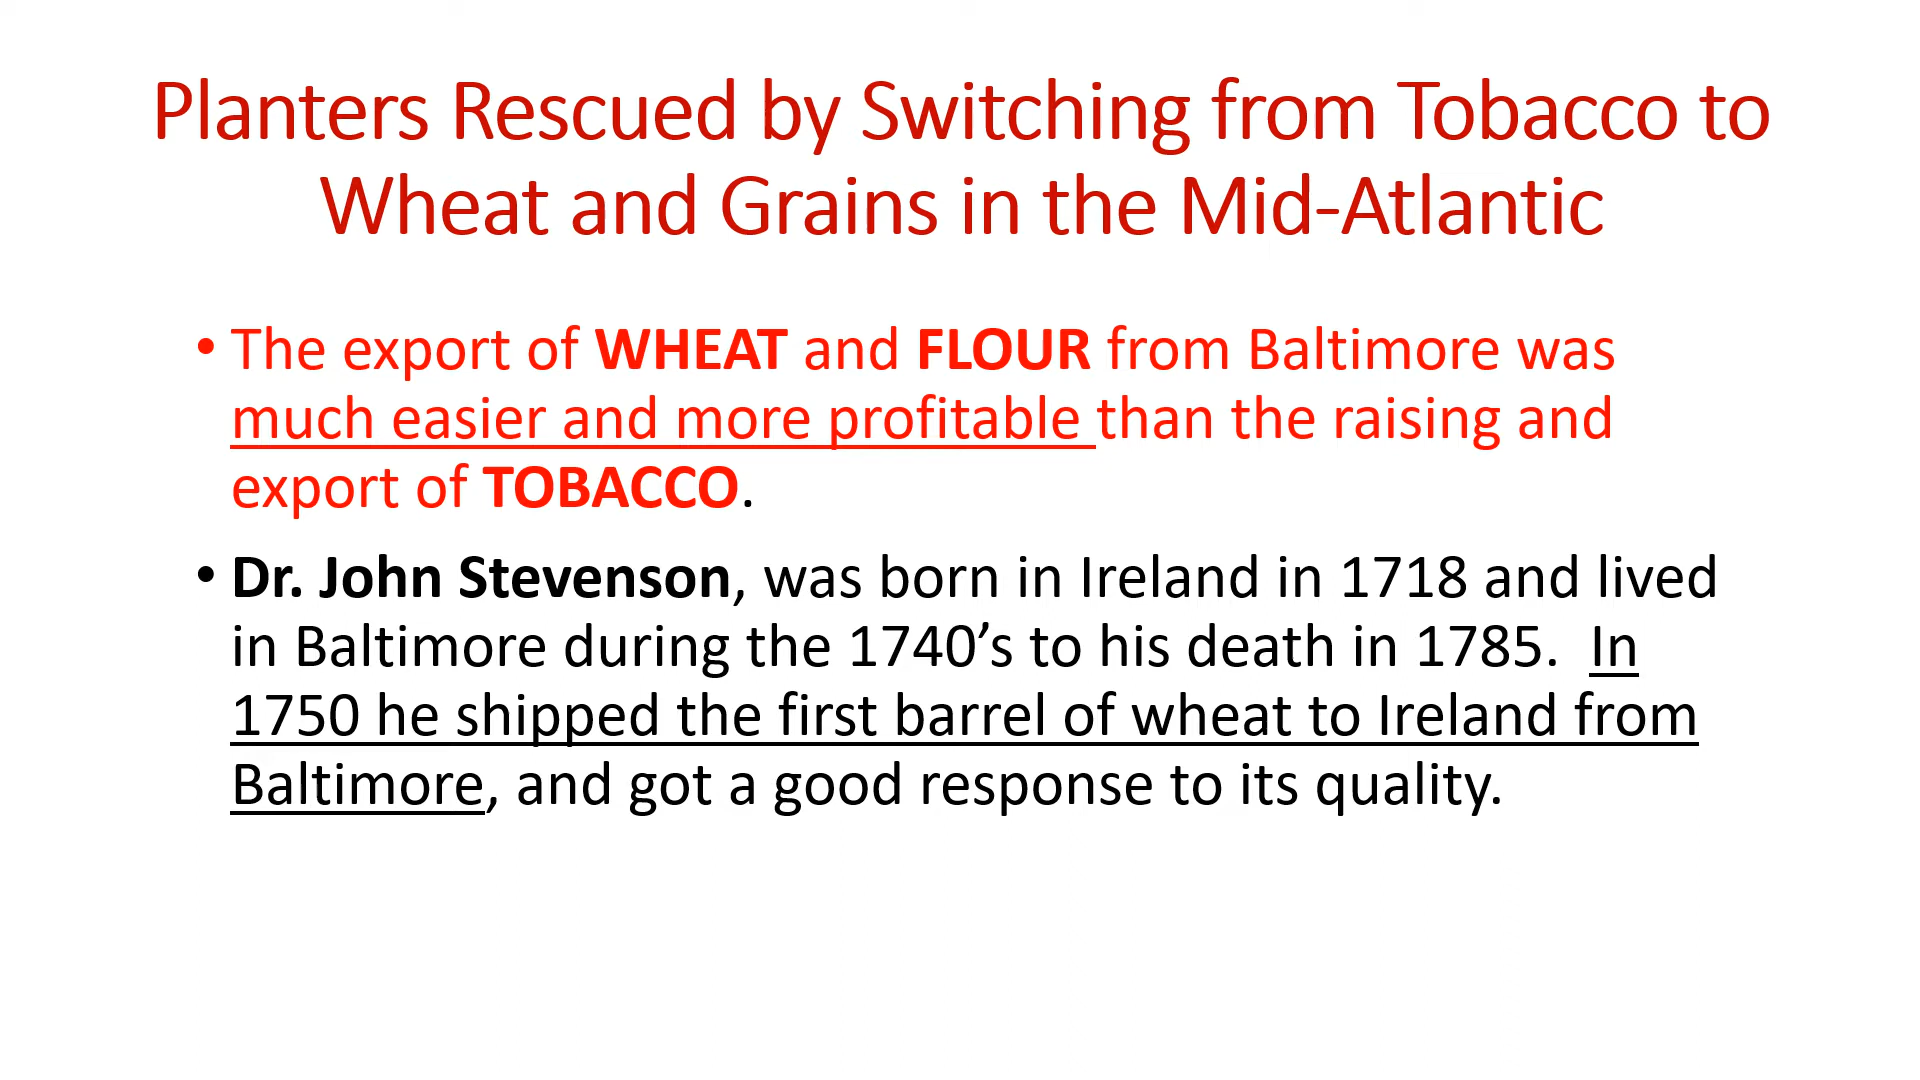 Planters Rescued by Switching from Tobacco to
Wheat and Grains in the Mid-Atlantic
• The export of WHEAT and FLOUR from Baltimore was
much easier and more profitable than the raising and
export of TOBACCO.
• Dr. John Stevenson, was born in Ireland in 1718 and lived
in Baltimore during the 1740’s to his death in 1785.  In
1750 he shipped the first barrel of wheat to Ireland from
Baltimore, and got a good response to its quality.